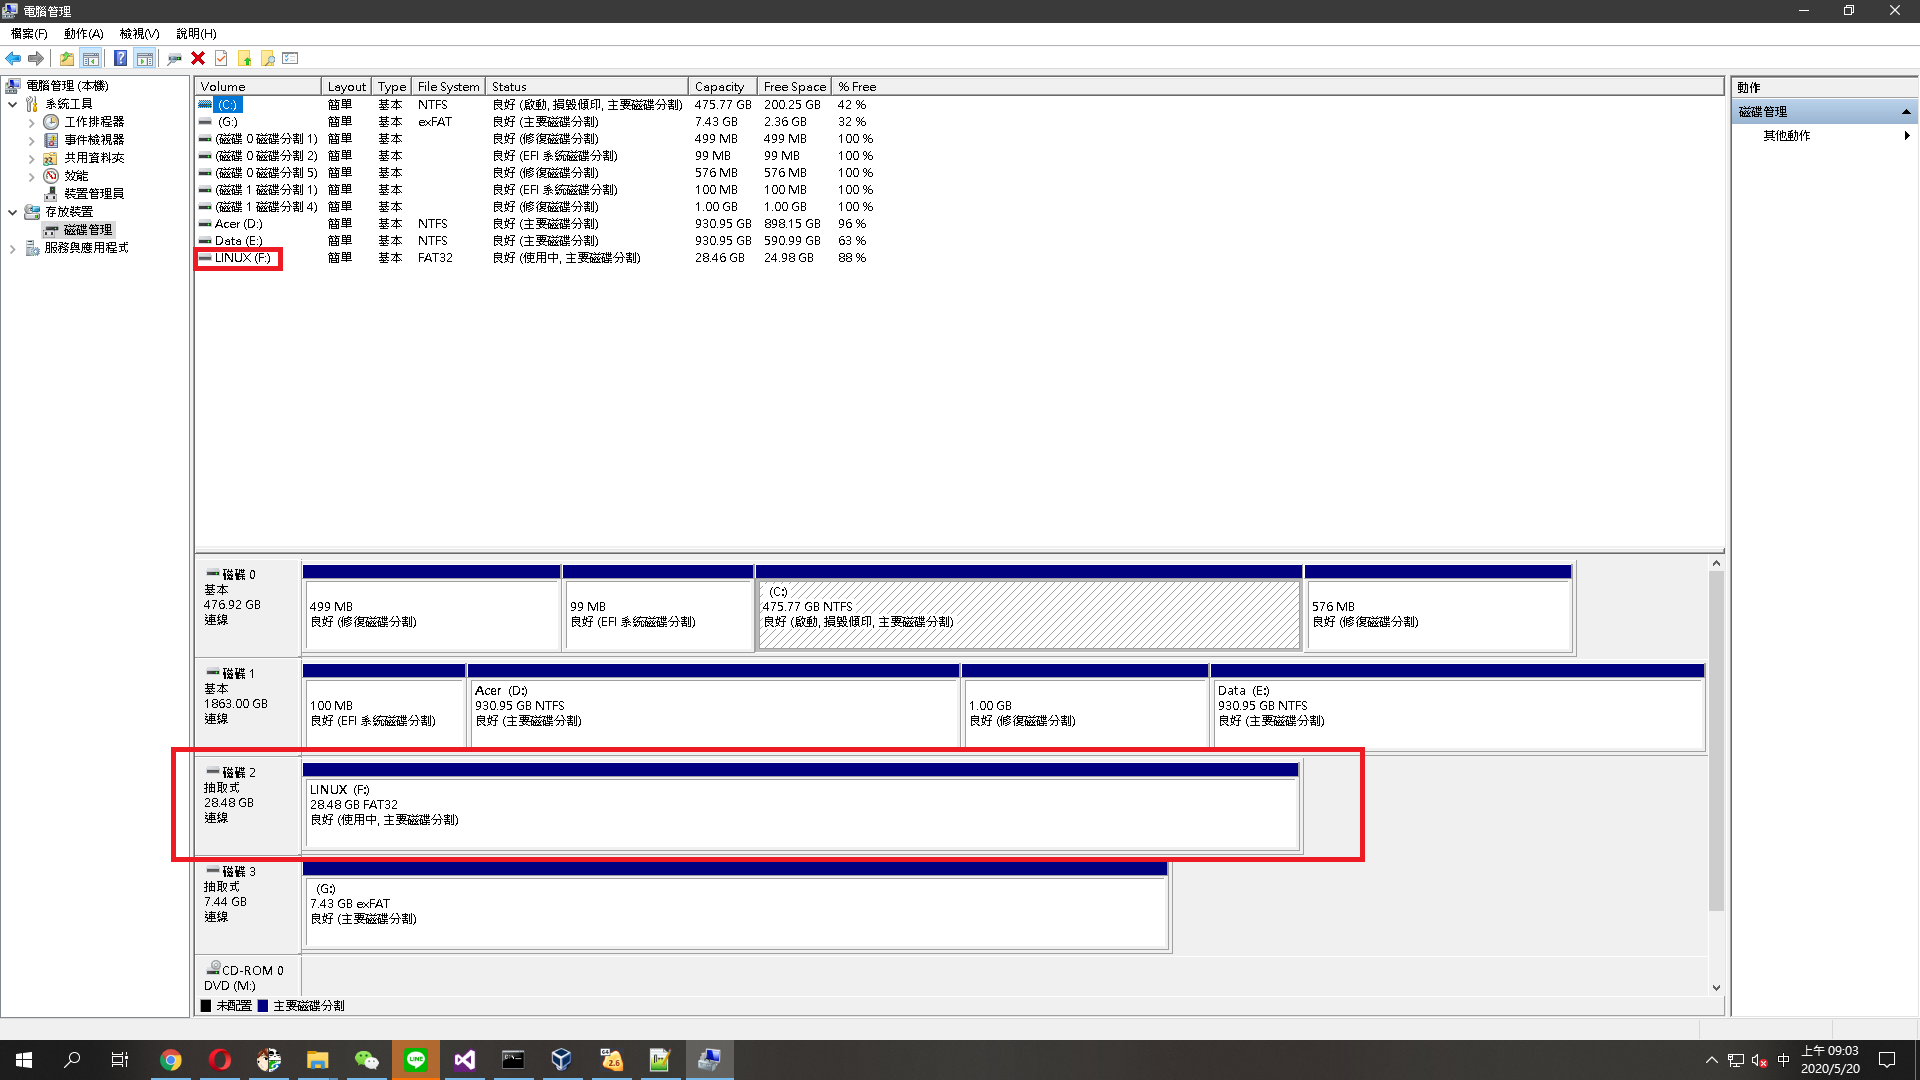 電腦管理
檔案(F) 動作(A) 檢視(V) 說明(H)
電腦管理 (本機)
系統工具
工作排程器
事件檢視器
共用資料夾
效能
裝置管理員
存放裝置
磁碟管理
服務與應用程式
Volume Layout Type File System Status Capacity Free Space % Free
(C:) 簡單 基本 NTFS 良好 (啟動, 損毀傾印, 主要磁碟分割) 475.77 GB 200.25 GB 42 %
(G:) 簡單 基本 exFAT 良好 (主要磁碟分割) 7.43 GB 2.36 GB 32 %
(磁碟 0 磁碟分割 1) 簡單 基本 良好 (修復磁碟分割) 499 MB 499 MB 100 %
(磁碟 0 磁碟分割 2) 簡單 基本 良好 (EFI 系統磁碟分割) 99 MB 99 MB 100 %
(磁碟 0 磁碟分割 5) 簡單 基本 良好 (修復磁碟分割) 576 MB 576 MB 100 %
(磁碟 1 磁碟分割 1) 簡單 基本 良好 (EFI 系統磁碟分割) 100 MB 100 MB 100 %
(磁碟 1 磁碟分割 4) 簡單 基本 良好 (修復磁碟分割) 1.00 GB 1.00 GB 100 %
Acer (D:) 簡單 基本 NTFS 良好 (主要磁碟分割) 930.95 GB 898.15 GB 96 %
Data (E:) 簡單 基本 NTFS 良好 (主要磁碟分割) 930.95 GB 590.99 GB 63 %
LINUX (F:) 簡單 基本 FAT32 良好 (使用中, 主要磁碟分割) 28.46 GB 24.98 GB 88 %
動作
磁碟管理
其他動作
磁碟 0
基本
476.92 GB
連線
499 MB
良好 (修復磁碟分割)
99 MB
良好 (EFI 系統磁碟分割)
(C:)
475.77 GB NTFS
良好 (啟動, 損毀傾印, 主要磁碟分割)
576 MB
良好 (修復磁碟分割)
磁碟 1
基本
1863.00 GB
連線
100 MB
良好 (EFI 系統磁碟分割)
Acer (D:)
930.95 GB NTFS
良好 (主要磁碟分割)
1.00 GB
良好 (修復磁碟分割)
Data (E:)
930.95 GB NTFS
良好 (主要磁碟分割)
磁碟 2
抽取式
28.48 GB
連線
LINUX (F:)
28.48 GB FAT32
良好 (使用中, 主要磁碟分割)
磁碟 3
抽取式
7.44 GB
連線
(G:)
7.43 GB exFAT
良好 (主要磁碟分割)
CD-ROM 0
DVD (M:)
未配置 主要磁碟分割
LINE
64
2.6
中
上午 09:03
2020/5/20